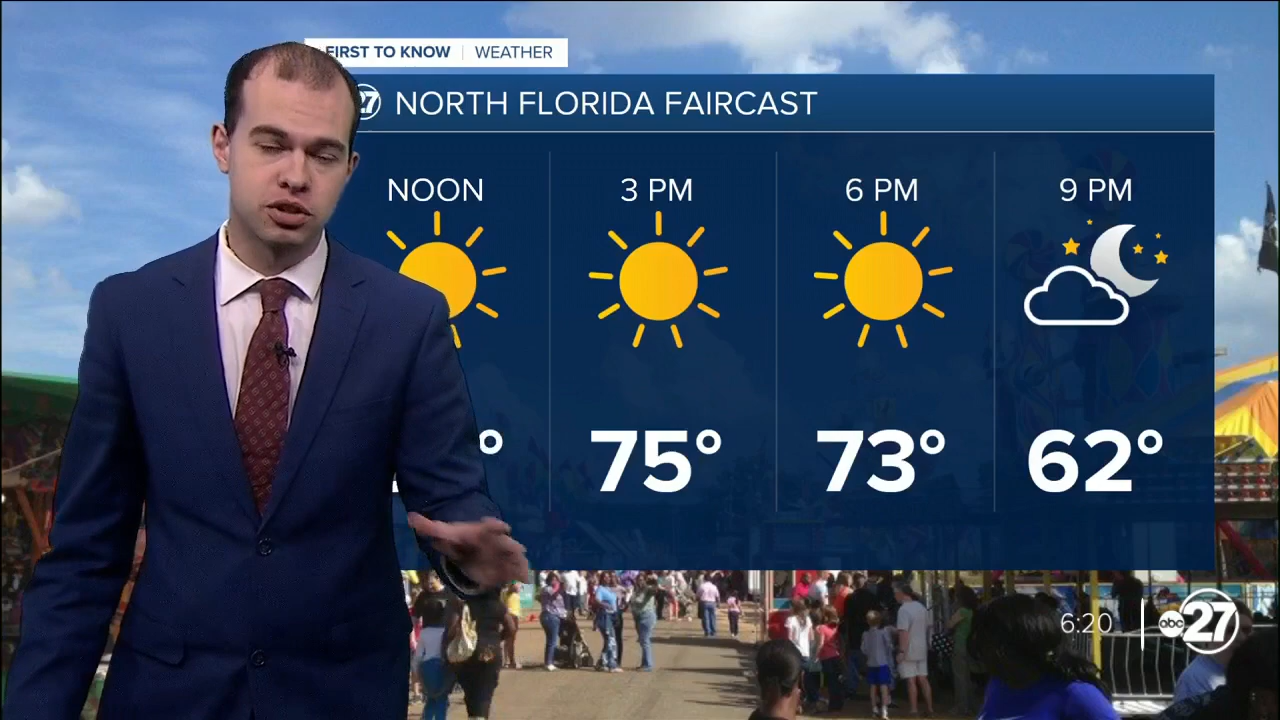 FIRST TO KNOW | WEATHER
27 NORTH FLORIDA FAIRCAST
NOON 3 PM 6 PM 9 PM
° 75° 73° 62°
6:20 abc 27